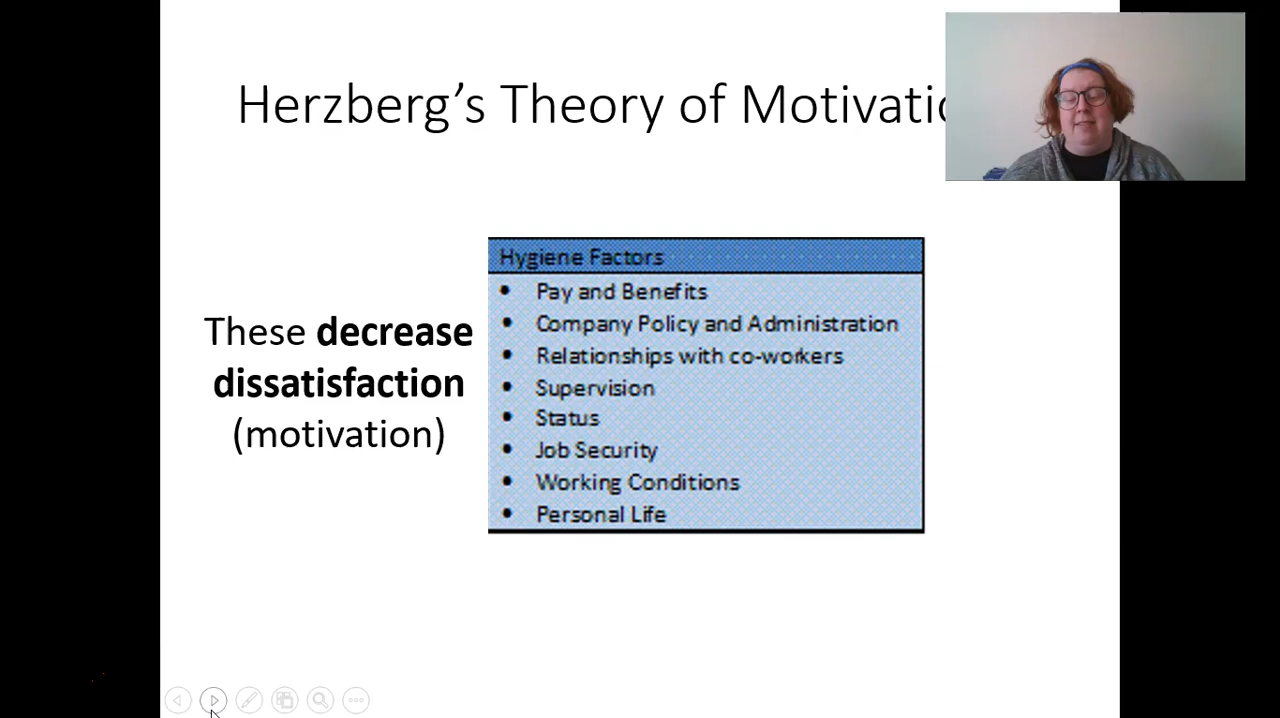 Herzberg's Theory of Motivatio
These decrease
dissatisfaction
(motivation)
Hygiene Factors
• Pay and Benefits
• Company Policy and Administration
• Relationships with co-workers
• Supervision
• Status
• Job Security
• Working Conditions
• Personal Life